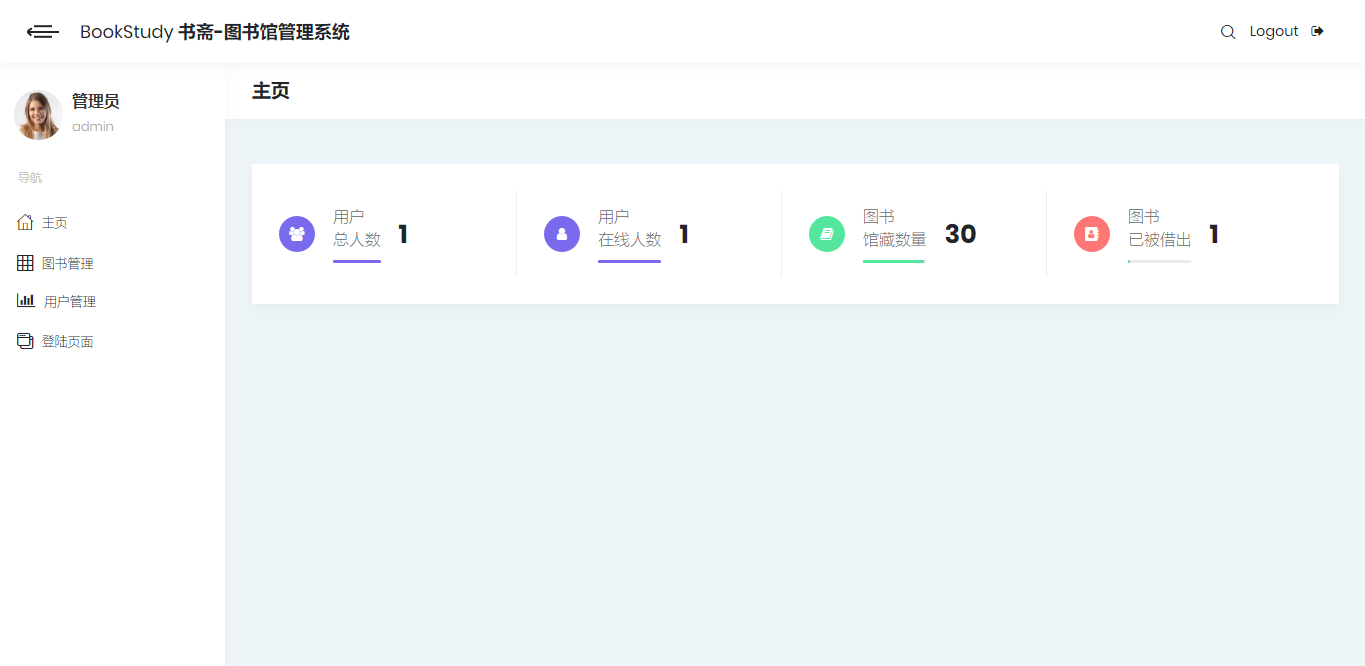 BookStudy 书斋-图书馆管理系统
Logout
管理员
admin
导航
主页
图书管理
用户管理
登陆页面
主页
用户
总人数
1
用户
在线人数
1
图书
馆藏数量
30
图书
已被借出
1